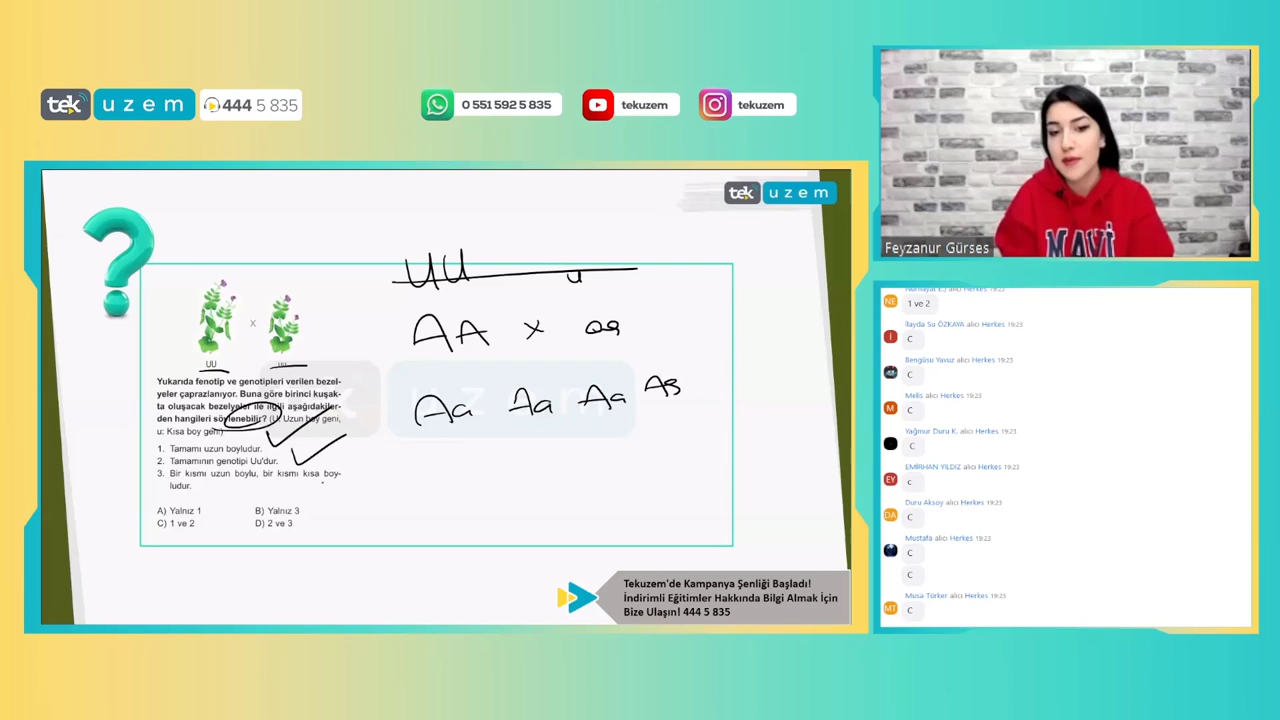 tek uzem 444 5 835
0 551 592 5 835
tekuzem
tekuzem
tek uzem
UU u
AA x aa
Aa Aa Aa Aa
x
UU uu
Yukarıda fenotip ve genotipleri verilen bezel-
yeler çaprazlanıyor. Buna göre birinci kuşak-
ta oluşacak bezelyeler ile ilgili aşağıdakiler-
den hangileri söylenebilir? (U: Uzun boy geni,
u: Kısa boy geni)
1. Tamamı uzun boyludur.
2. Tamamının genotipi Uu'dur.
3. Bir kısmı uzun boylu, bir kısmı kısa boy-
ludur.
A) Yalnız 1 B) Yalnız 3
C) 1 ve 2 D) 2 ve 3
Tekuzem'de Kampanya Şenliği Başladı!
İndirimli Eğitimler Hakkında Bilgi Almak İçin
Bize Ulaşın! 444 5 835
MAVİ
Feyzanur Gürses
NE
1 ve 2
İlayda Su ÖZKAYA alıcı Herkes 19:23
İ C
Bengüsu Yavuz alıcı Herkes 19:23
C
Melis alıcı Herkes 19:23
M C
Yağmur Duru K. alıcı Herkes 19:23
C
EMİRHAN YILDIZ alıcı Herkes 19:23
EY c
Duru Aksoy alıcı Herkes 19:23
DA C
Mustafa alıcı Herkes 19:23
C
C
Musa Türker alıcı Herkes 19:23
MT C